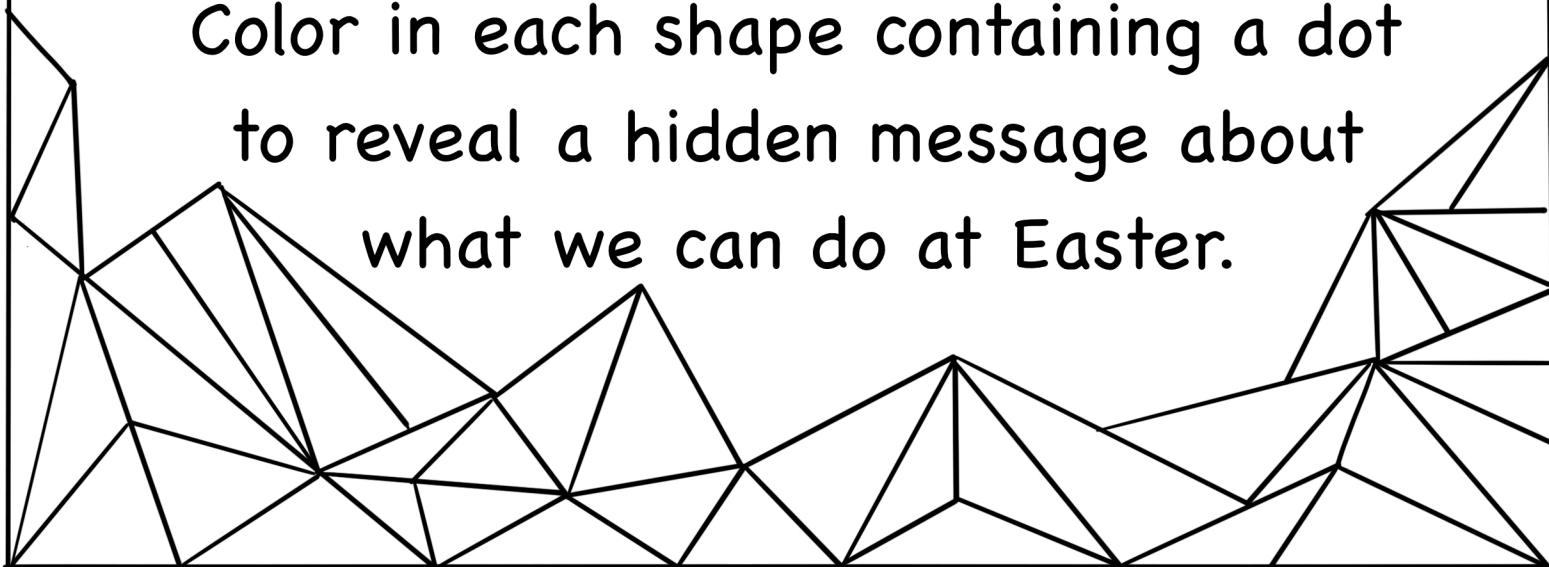 Color in each shape containing a dot
to reveal a hidden message about
what we can do at Easter.